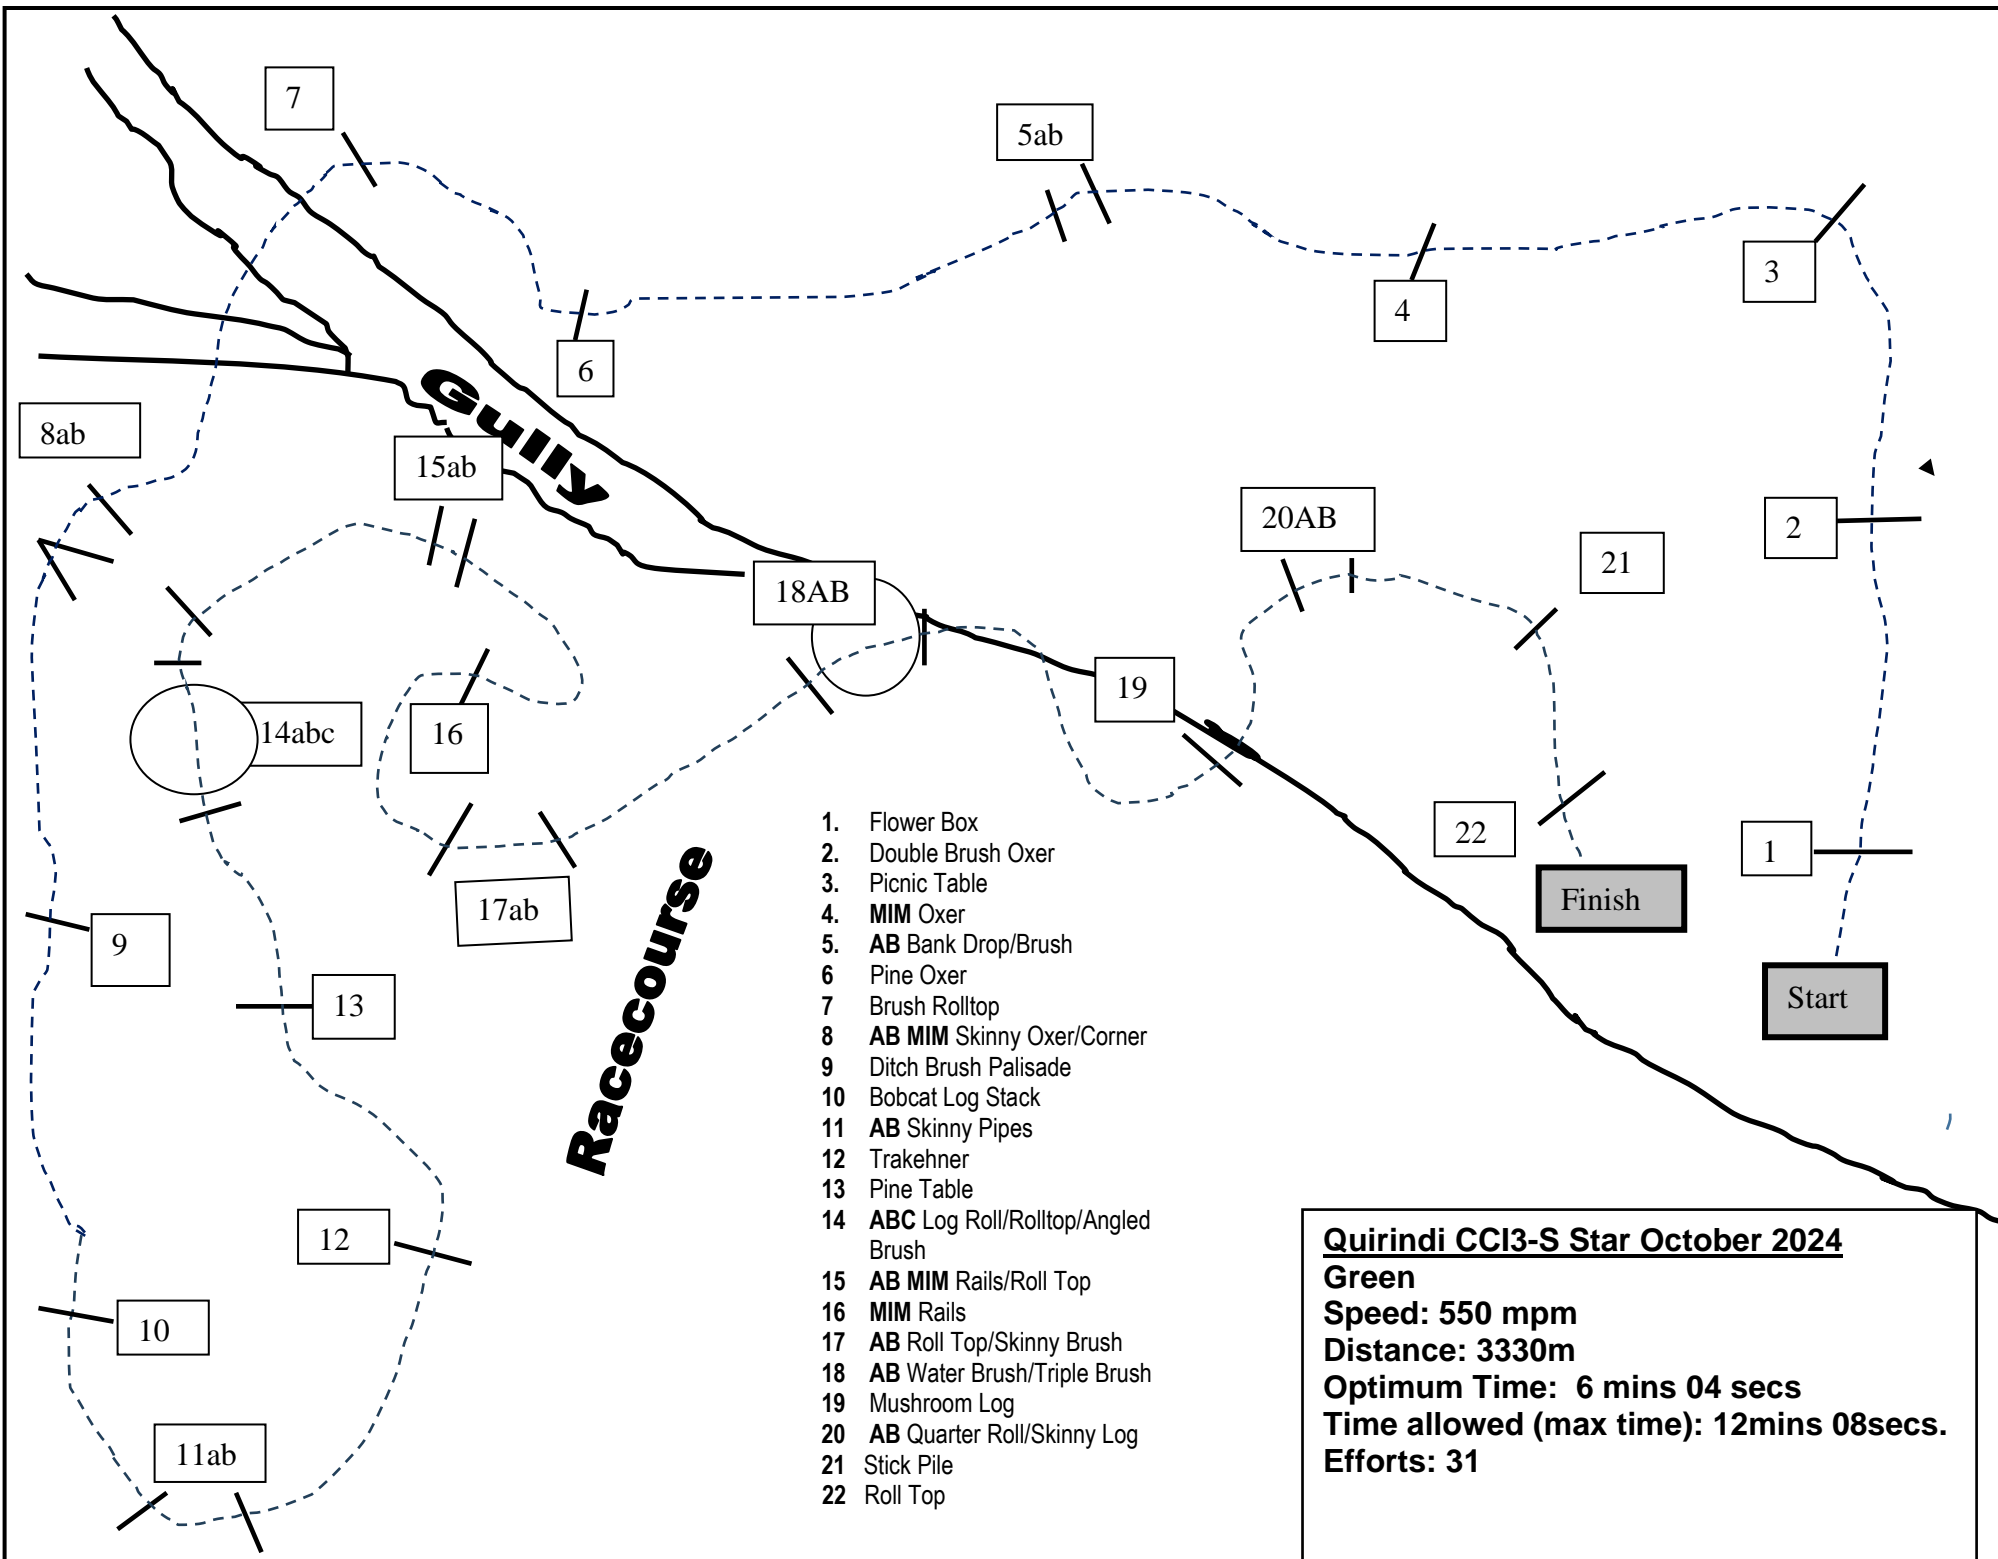 7
5ab
3
4
6
8ab
15ab
Gully
20AB
2
21
18AB
19
14abc
16
22
1
17ab
Finish
9
13
Start
Racecourse
12
10
11ab
1. Flower Box
2. Double Brush Oxer
3. Picnic Table
4. MIM Oxer
5. AB Bank Drop/Brush
6 Pine Oxer
7 Brush Rolltop
8 AB MIM Skinny Oxer/Corner
9 Ditch Brush Palisade
10 Bobcat Log Stack
11 AB Skinny Pipes
12 Trakehner
13 Pine Table
14 ABC Log Roll/Rolltop/Angled
Brush
15 AB MIM Rails/Roll Top
16 MIM Rails
17 AB Roll Top/Skinny Brush
18 AB Water Brush/Triple Brush
19 Mushroom Log
20 AB Quarter Roll/Skinny Log
21 Stick Pile
22 Roll Top
Quirindi CCI3-S Star October 2024
Green
Speed: 550 mpm
Distance: 3330m
Optimum Time: 6 mins 04 secs
Time allowed (max time): 12mins 08secs.
Efforts: 31